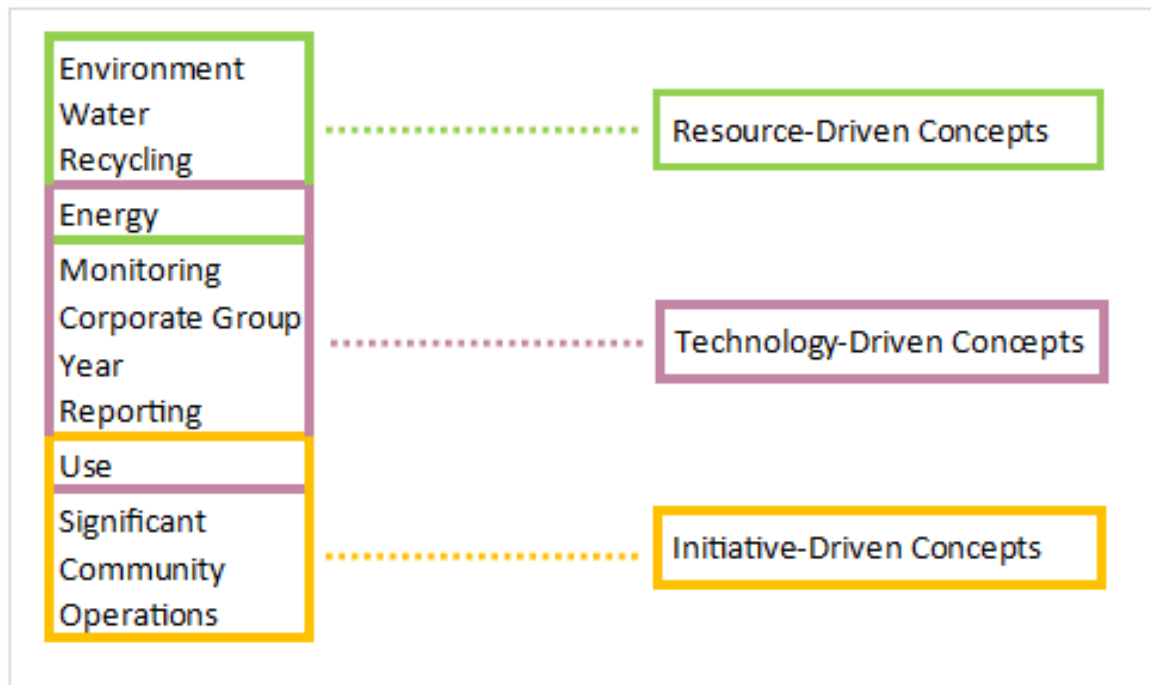 Environment
Water
Recycling
Energy
Monitoring
Corporate Group
Year
Reporting
Use
Significant
Community
Operations
Resource-Driven Concepts
Technology-Driven Concepts
Initiative-Driven Concepts